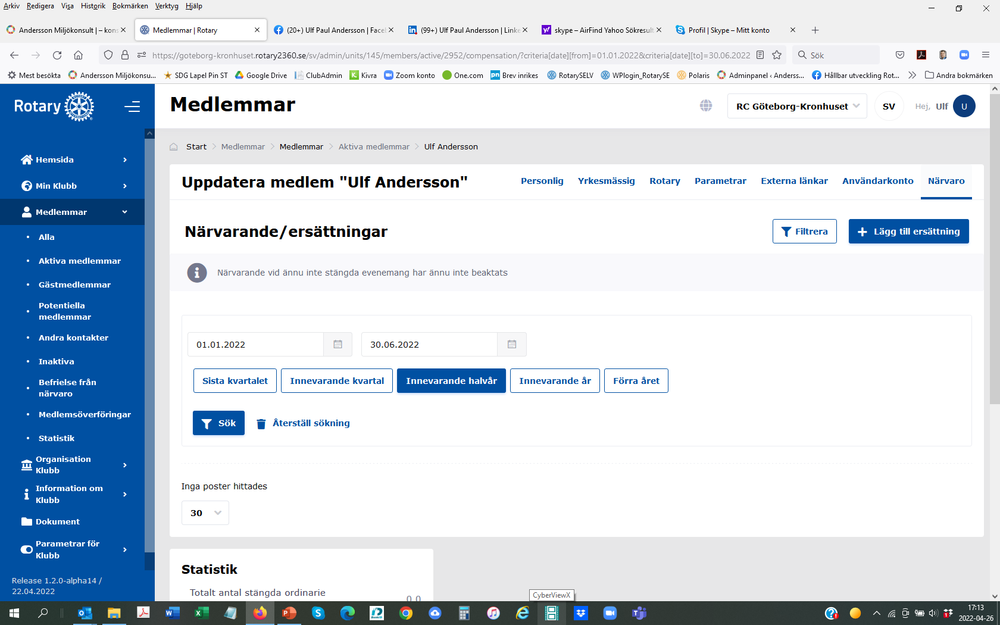 Arkiv Redigera Visa Historik Bokmärken Verktyg Hjälp
Andersson Miljökonsult | – kons
Medlemmar | Rotary
(20+) Ulf Paul Andersson | Facel
(99+) Ulf Paul Andersson | Linke
skype – AirFind Yahoo Sökresult
Profil | Skype – Mitt konto
https://goteborg-kronhuset.rotary2360.se/sv/admin/units/145/members/active/2952/compensation/?criteria[date][from]=01.01.2022&criteria[date][to]=30.06.2022
Sök
Mest besökta Andersson Miljökonsu... SDG Lapel Pin ST Google Drive ClubAdmin Kivra Zoom konto One.com Brev inrikes RotarySELV WPlogin_RotarySE Polaris Adminpanel ‹ Anderss... Hållbar utveckling Rot... Andra bokmärken
Rotary
Medlemmar
RC Göteborg-Kronhuset
SV
Hej, Ulf
U
Start > Medlemmar > Medlemmar > Aktiva medlemmar > Ulf Andersson
Hemsida
Min Klubb
Medlemmar
Alla
Aktiva medlemmar
Gästmedlemmar
Potentiella
medlemmar
Andra kontakter
Inaktiva
Befrielse från
närvaro
Medlemsöverföringar
Statistik
Organisation
Klubb
Information om
Klubb
Dokument
Parametrar för
Klubb
Release 1.2.0-alpha14 /
22.04.2022
Uppdatera medlem "Ulf Andersson"
Personlig Yrkesmässig Rotary Parametrar Externa länkar Användarkonto Närvaro
Närvarande/ersättningar
Filtrera
Lägg till ersättning
Närvarande vid ännu inte stängda evenemang har ännu inte beaktats
01.01.2022
30.06.2022
Sista kvartalet Innevarande kvartal Innevarande halvår Innevarande år Förra året
Sök
Återställ sökning
Inga poster hittades
30
Statistik
Totalt antal stängda ordinarie
0.0
CyberViewX
17:13
2022-04-26